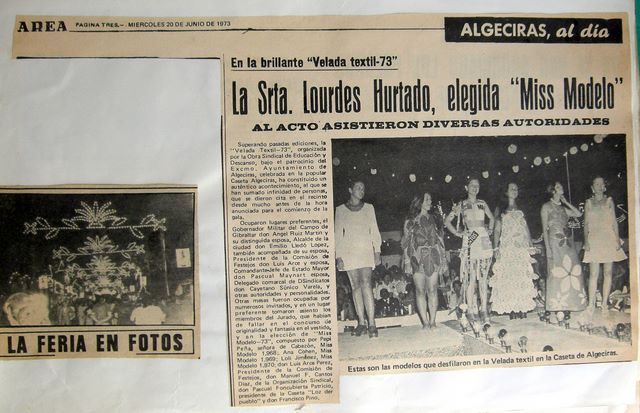 AREA
PAGINA TRES.- MIERCOLES 20 DE JUNIO DE 1973
ALGECIRAS, al día
En la brillante "Velada textil-73"
La Srta. Lourdes Hurtado, elegida "Miss Modelo"
AL ACTO ASISTIERON DIVERSAS AUTORIDADES
Superando pasadas ediciones, la
"Velada Textil-73", organizada
por la Obra Sindical de Educación y
Descanso, bajo el patrocinio del
Excmo. Ayuntamiento de
Algeciras, celebrada en la popular
Caseta Algeciras, ha constituido un
auténtico acontecimiento, al que se
han sumado infinidad de personas,
que se dieron cita en el recinto
desde mucho antes de la hora
anunciada para el comienzo de la
gala.
Ocuparon lugares preferentes, el
Gobernador Militar del Campo de
Gibraltar don Angel Ruiz Martín y
su distinguida esposa, Alcalde de la
ciudad don Emilio Lledó López,
también acompañada de su esposa,
Presidente de la Comisión de
Festejos don Luis Arce y esposa,
Comandante-Jefe de Estado Mayor
don Pascual Maynart esposa,
Delegado comarcal de DSindicatos
don Cayetano Súnico Varela, y
otras autoridades y personalidades.
Otras mesas fueron ocupadas por
numerosos invitados, y en un lugar
preferente tomaron asiento los
miembros del Jurado, que habían
de fallar en el concurso de
originalidad y fantasía en el vestido,
y en la elección de "Miss
Modelo-73", compuesto por Pepi
Peña, señora de Cabezón, Miss
Modelo 1.968; Ana Cohen, Miss
Modelo 1.969; Loli Jiménez, Miss
Modelo 1.970; don Luis Arce Pérez,
Presidente de la Comisión de
Festejos, don Manuel F. Cantos
Díaz, de la Organización Sindical,
don Pascual Foncubierta Patricio,
presidente de la Caseta "Loz der
pueblo" y don Francisco Pino.
Estas son las modelos que desfilaron en la Velada textil en la Caseta de Algeciras.
LA FERIA EN FOTOS